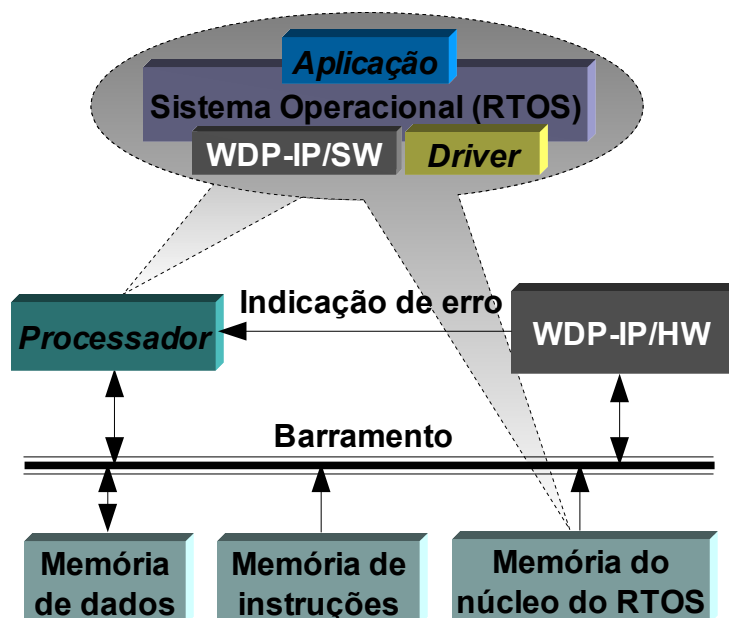 Aplicação
Sistema Operacional (RTOS)
WDP-IP/SW
Driver
Indicação de erro
Processador
WDP-IP/HW
Barramento
Memória
de dados
Memória de
instruções
Memória do
núcleo do RTOS